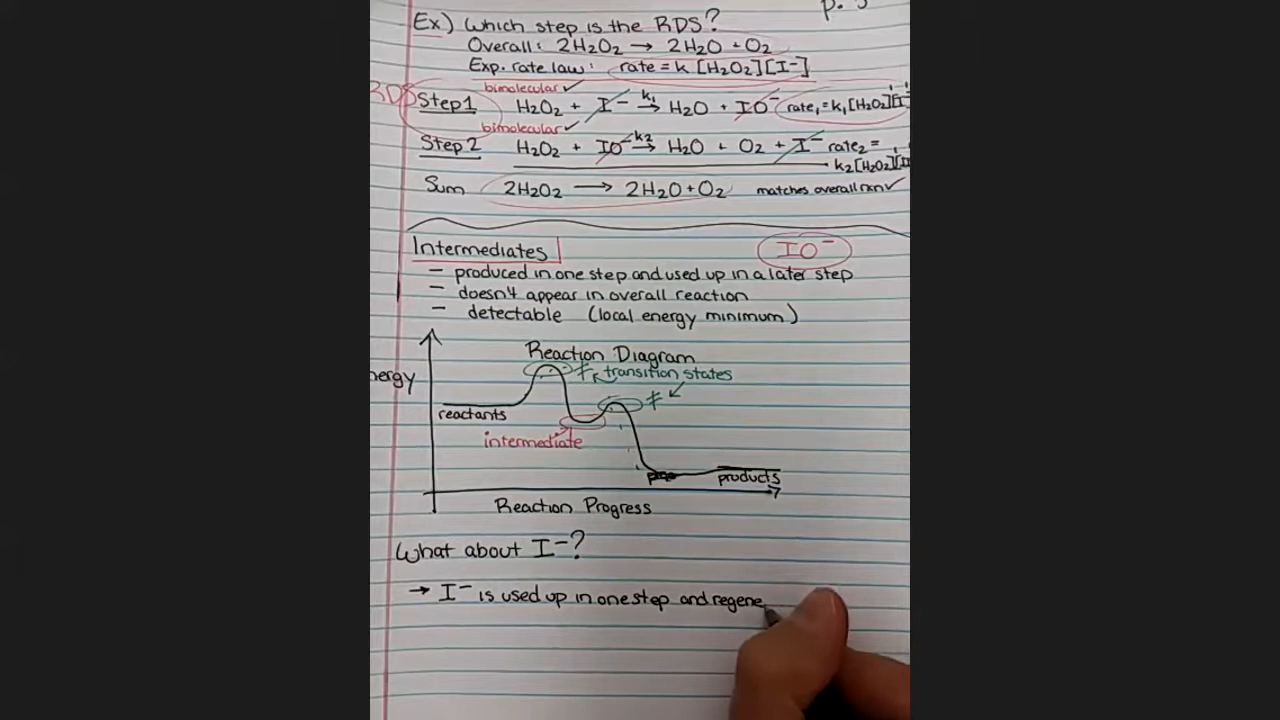 Ex) Which step is the RDS?
Overall: 2H₂O₂ → 2H₂O + O₂
Exp. rate law: rate = k [H₂O₂][I⁻]
bimolecular ✓
RDS Step 1 H₂O₂ + I⁻ →k₁ H₂O + IO⁻ rate₁ = k₁[H₂O₂]¹[I⁻]¹
bimolecular ✓
Step 2 H₂O₂ + IO⁻ →k₂ H₂O + O₂ + I⁻ rate₂ =
k₂[H₂O₂]¹[I
Sum 2H₂O₂ → 2H₂O + O₂ matches overall rxn ✓
Intermediates IO⁻
- produced in one step and used up in a later step
- doesn't appear in overall reaction
- detectable (local energy minimum)
Reaction Diagram
‡ transition states
nergy
‡
reactants
intermediate
products
Reaction Progress
What about I⁻?
→ I⁻ is used up in one step and regene